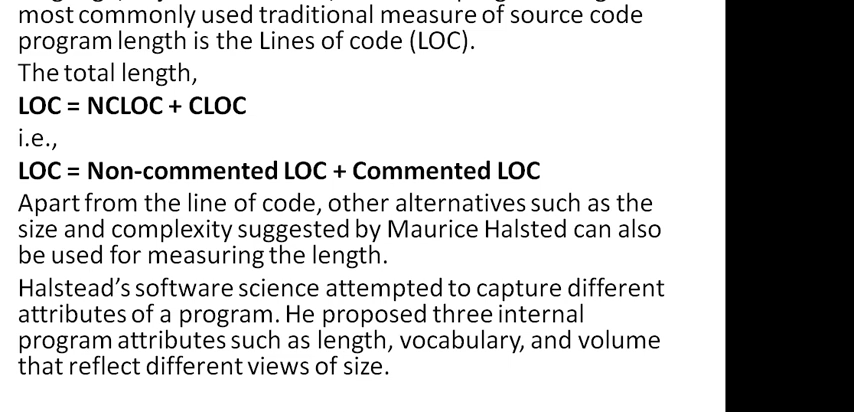 most commonly used traditional measure of source code
program length is the Lines of code (LOC).
The total length,
LOC = NCLOC + CLOC
i.e.,
LOC = Non-commented LOC + Commented LOC
Apart from the line of code, other alternatives such as the
size and complexity suggested by Maurice Halsted can also
be used for measuring the length.
Halstead’s software science attempted to capture different
attributes of a program. He proposed three internal
program attributes such as length, vocabulary, and volume
that reflect different views of size.